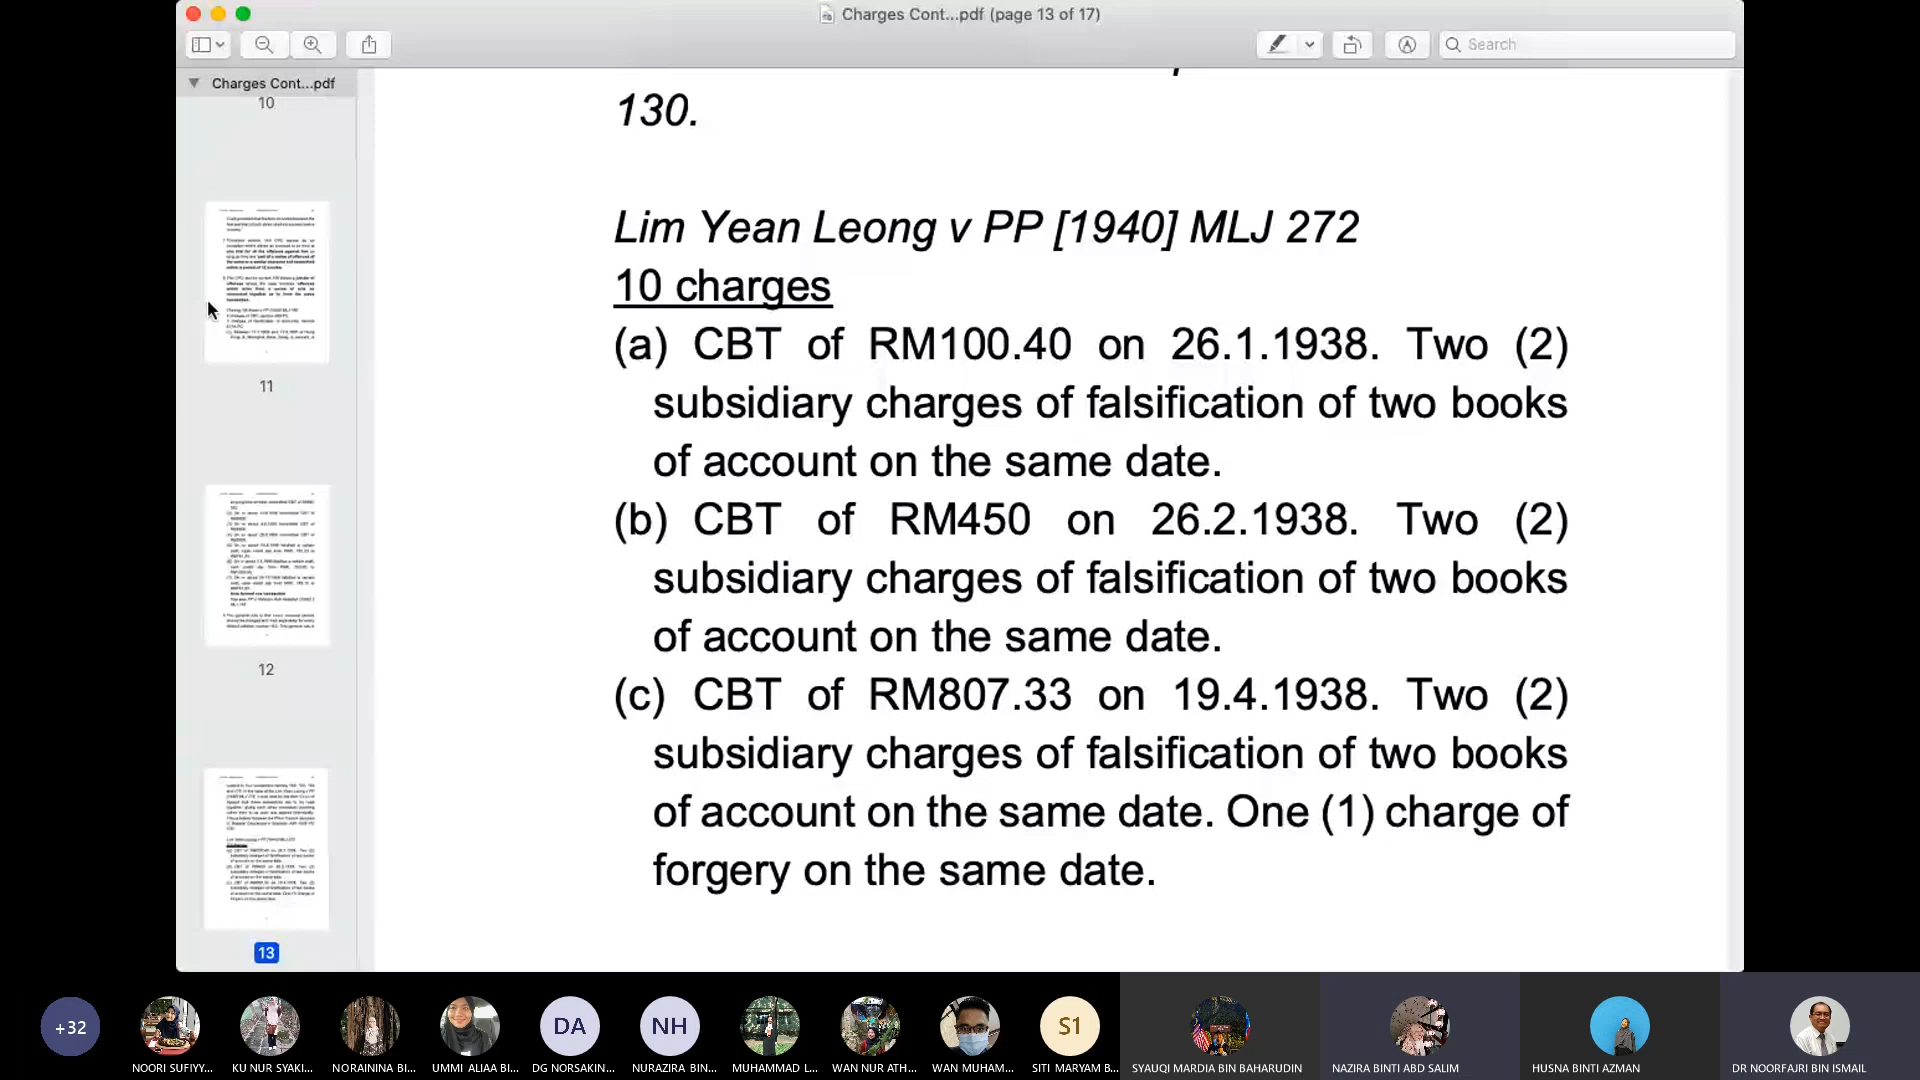 Charges Cont...pdf (page 13 of 17)
Search
Charges Cont...pdf
10
11
12
13
130.
Lim Yean Leong v PP [1940] MLJ 272
10 charges
(a) CBT of RM100.40 on 26.1.1938. Two (2)
subsidiary charges of falsification of two books
of account on the same date.
(b) CBT of RM450 on 26.2.1938. Two (2)
subsidiary charges of falsification of two books
of account on the same date.
(c) CBT of RM807.33 on 19.4.1938. Two (2)
subsidiary charges of falsification of two books
of account on the same date. One (1) charge of
forgery on the same date.
+32
DA
NH
S1
NOORI SUFIYY...
KU NUR SYAKI...
NORAININA BI...
UMMI ALIAA BI...
DG NORSAKIN...
NURAZIRA BIN...
MUHAMMAD L...
WAN NUR ATH...
WAN MUHAM...
SITI MARYAM B...
SYAUQI MARDIA BIN BAHARUDIN
NAZIRA BINTI ABD SALIM
HUSNA BINTI AZMAN
DR NOORFAJRI BIN ISMAIL